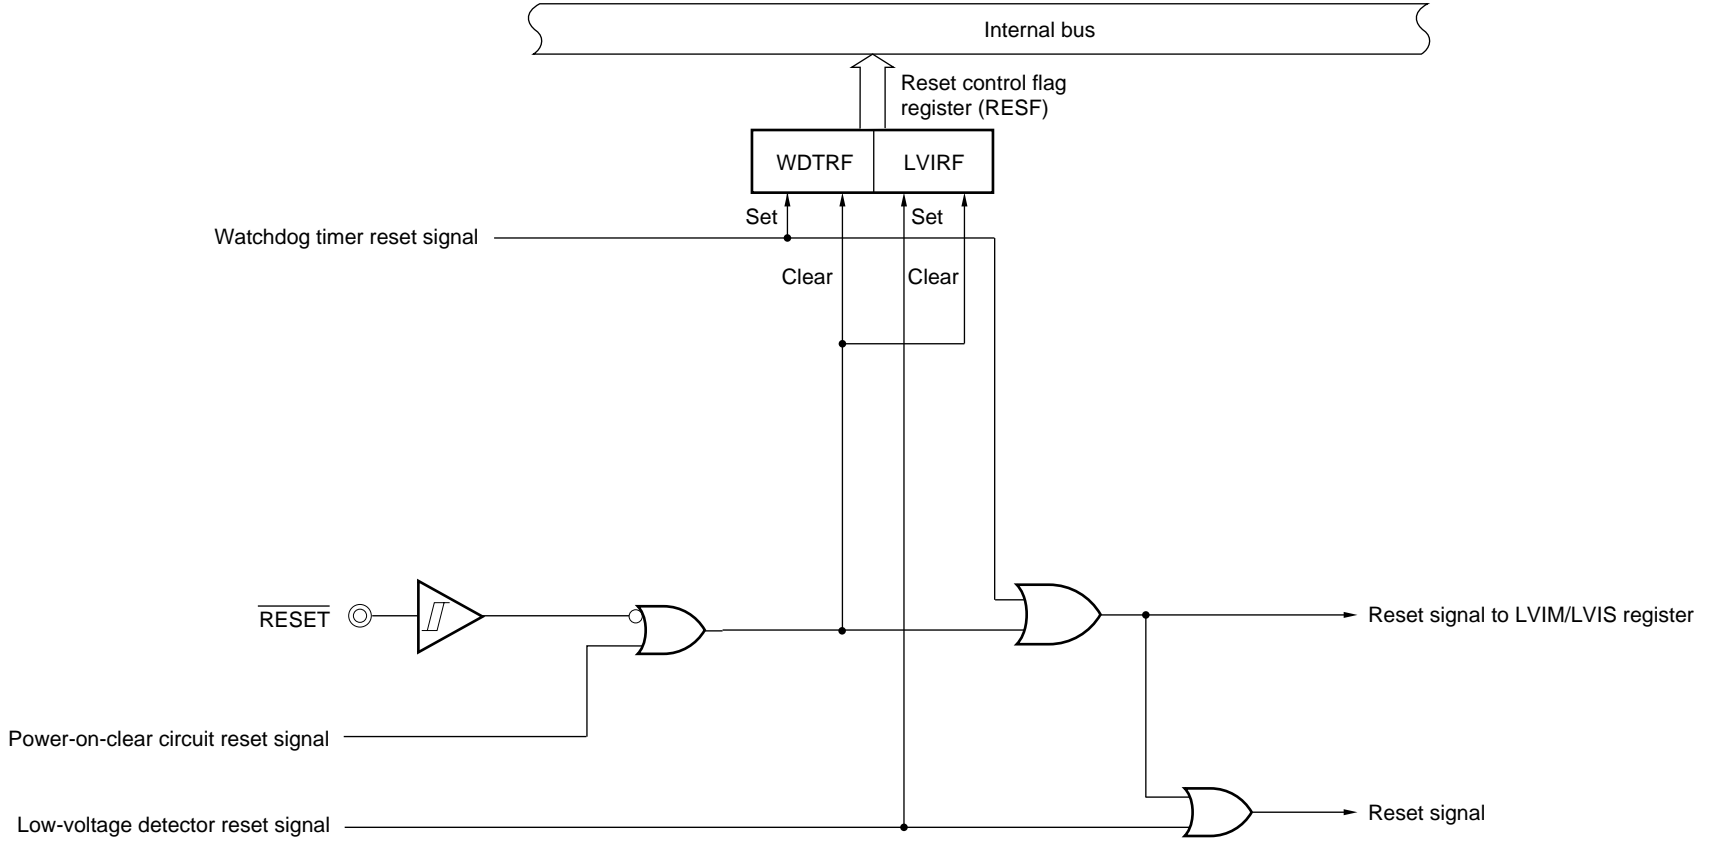 Internal bus
Reset control flag
register (RESF)
WDTRF
LVIRF
Set
Set
Watchdog timer reset signal
Clear
Clear
RESET
Reset signal to LVIM/LVIS register
Power-on-clear circuit reset signal
Low-voltage detector reset signal
Reset signal